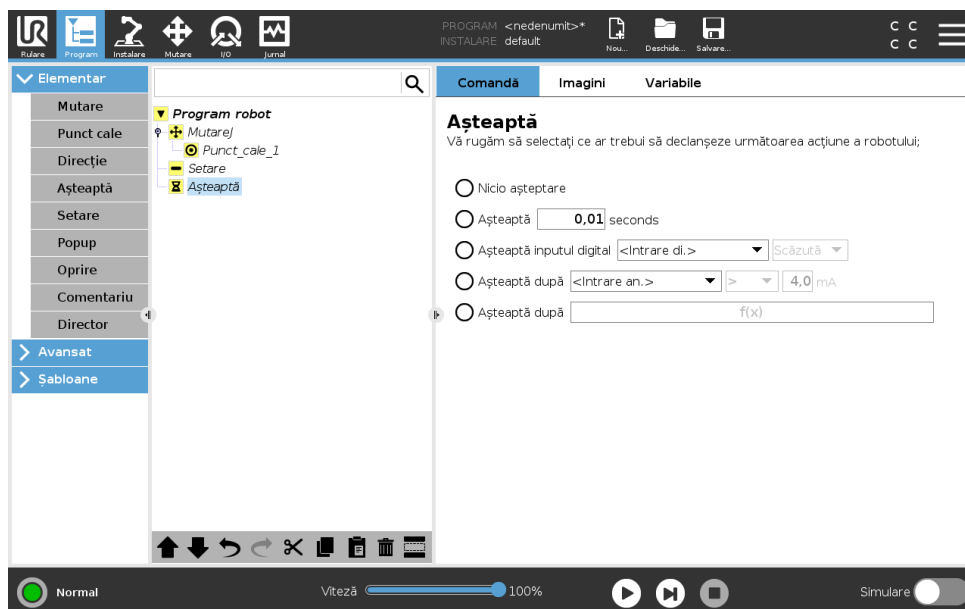 PROGRAM <nedenumit>*
INSTALARE default
Rulare Program Instalare Mutare I/O Jurnal Nou... Deschide... Salvare...
C C
C C
Elementar
Mutare
Punct cale
Direcție
Așteaptă
Setare
Popup
Oprire
Comentariu
Director
Avansat
Șabloane
Program robot
MutareJ
Punct_cale_1
Setare
Așteaptă
Comandă Imagini Variabile
Așteaptă
Vă rugăm să selectați ce ar trebui să declanșeze următoarea acțiune a robotului;
Nicio așteptare
Așteaptă 0,01 seconds
Așteaptă inputul digital <Intrare di.> Scăzută
Așteaptă după <Intrare an.> > 4,0 mA
Așteaptă după f(x)
Normal Viteză 100% Simulare